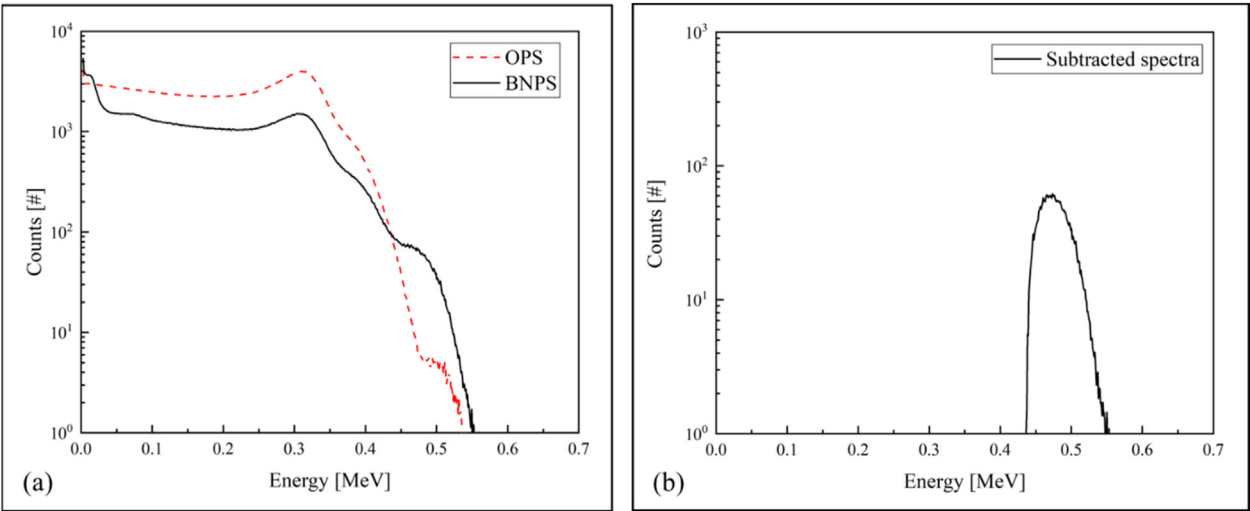 10^4
10^3
10^2
10^1
10^0
Counts [#]
OPS
BNPS
0.0 0.1 0.2 0.3 0.4 0.5 0.6 0.7
Energy [MeV]
(a)
10^3
10^2
10^1
10^0
Counts [#]
Subtracted spectra
0.0 0.1 0.2 0.3 0.4 0.5 0.6 0.7
Energy [MeV]
(b)